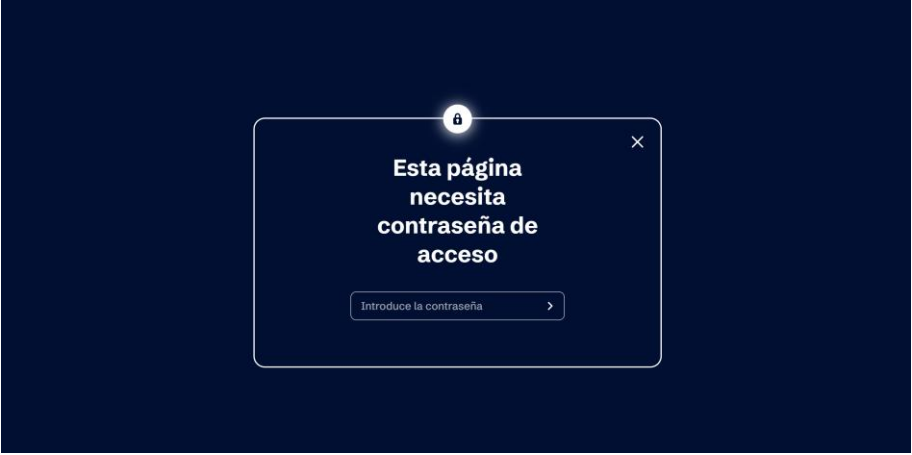 Esta página
necesita
contraseña de
acceso
Introduce la contraseña